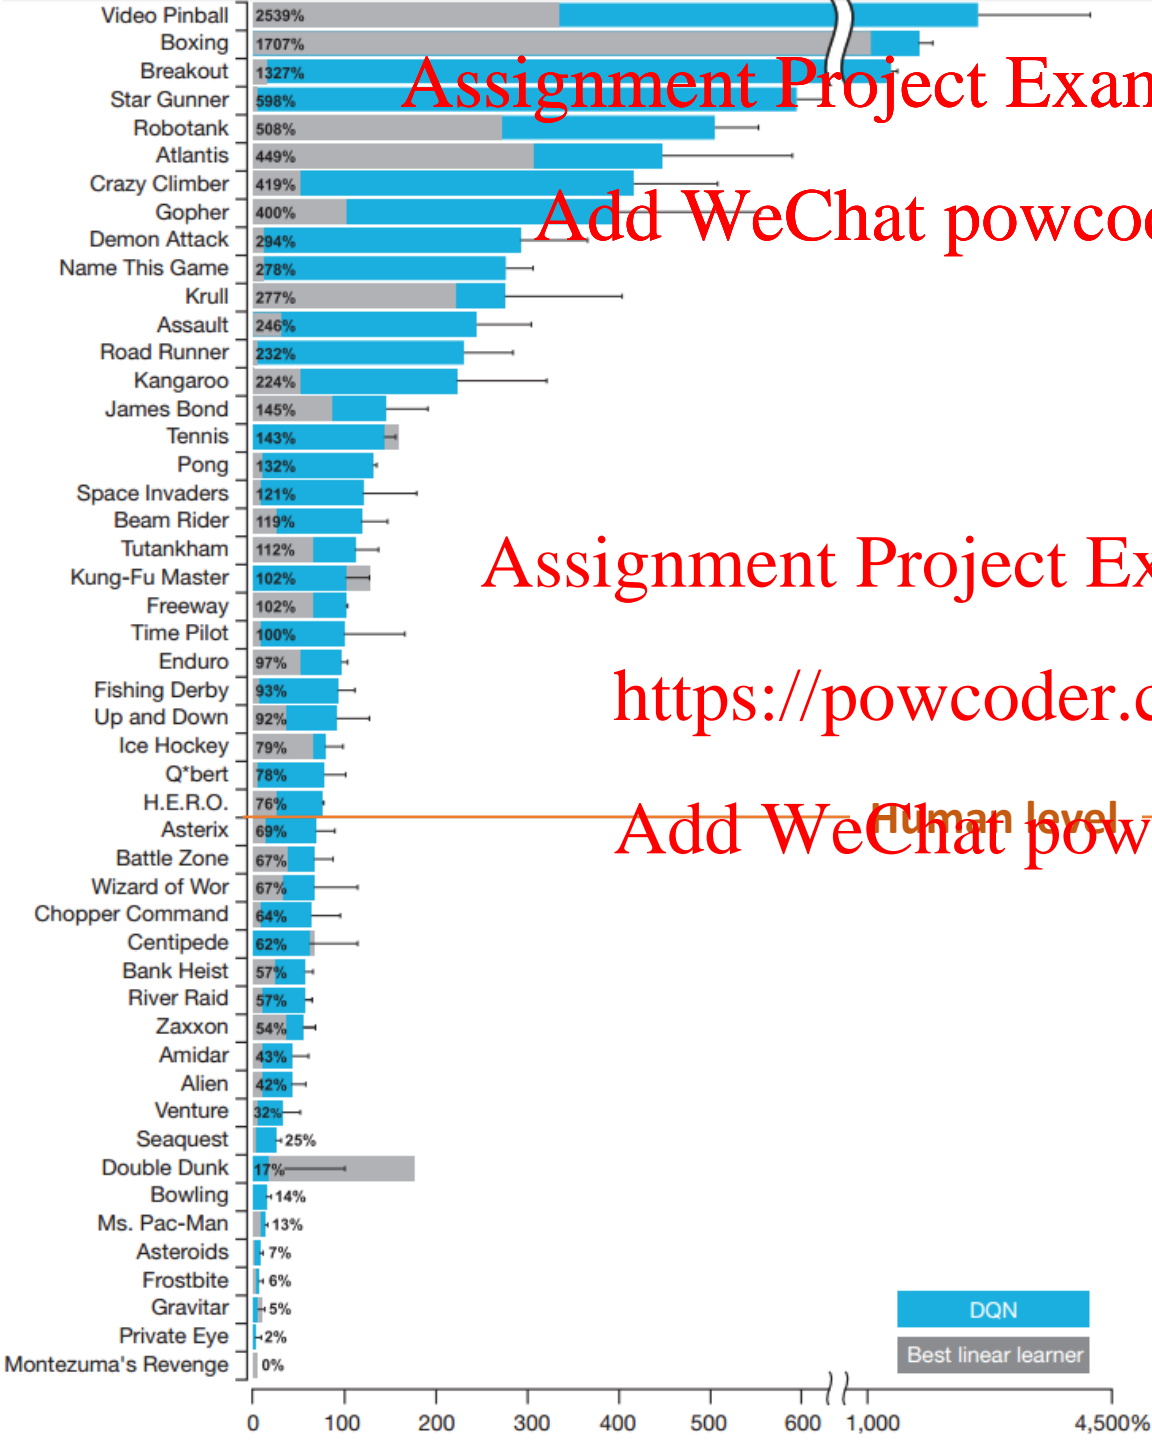 Video Pinball 2539%
Boxing 1707%
Breakout 1327%
Assignment Project Exan
Star Gunner 598%
Robotank 508%
Atlantis 449%
Crazy Climber 419%
Gopher 400%
Add WeChat powcod
Demon Attack 294%
Name This Game 278%
Krull 277%
Assault 246%
Road Runner 232%
Kangaroo 224%
James Bond 145%
Tennis 143%
Pong 132%
Space Invaders 121%
Beam Rider 119%
Tutankham 112%
Assignment Project Ex
Kung-Fu Master 102%
Freeway 102%
Time Pilot 100%
Enduro 97%
Fishing Derby 93%
https://powcoder.c
Up and Down 92%
Ice Hockey 79%
Q*bert 78%
H.E.R.O. 76%
Human level
Add WeChat pow
Asterix 69%
Battle Zone 67%
Wizard of Wor 67%
Chopper Command 64%
Centipede 62%
Bank Heist 57%
River Raid 57%
Zaxxon 54%
Amidar 43%
Alien 42%
Venture 32%
Seaquest 25%
Double Dunk 17%
Bowling 14%
Ms. Pac-Man 13%
Asteroids 7%
Frostbite 6%
Gravitar 5%
DQN
Private Eye 2%
Best linear learner
Montezuma's Revenge 0%
0 100 200 300 400 500 600 1,000 4,500%